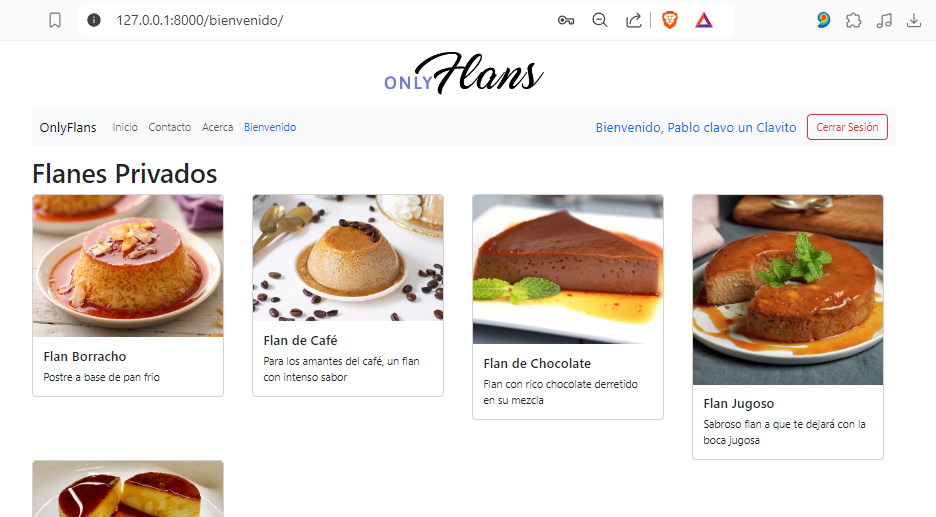 127.0.0.1:8000/bienvenido/
ONLY Flans
OnlyFlans Inicio Contacto Acerca Bienvenido Bienvenido, Pablo clavo un Clavito Cerrar Sesión
Flanes Privados
Flan Borracho
Postre a base de pan frio
Flan de Café
Para los amantes del café, un flan
con intenso sabor
Flan de Chocolate
Flan con rico chocolate derretido
en su mezcla
Flan Jugoso
Sabroso flan a que te dejará con la
boca jugosa